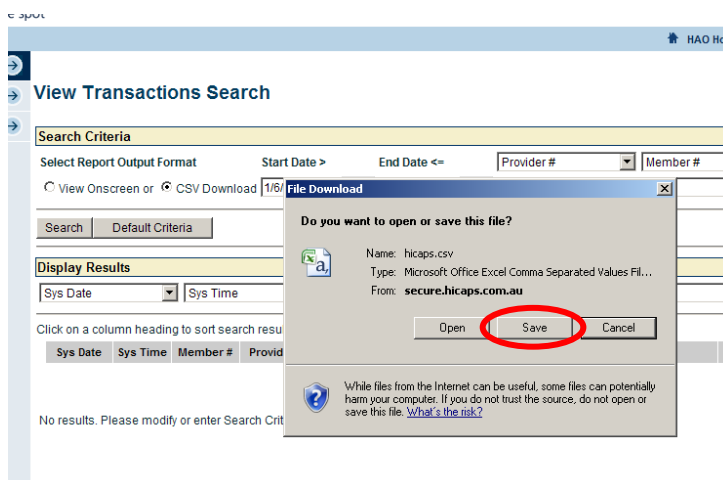 e spot
HAO Ho
View Transactions Search
Search Criteria
Select Report Output Format Start Date > End Date <= Provider # Member #
View Onscreen or CSV Download 1/6/
Search Default Criteria
Display Results
Sys Date Sys Time
Click on a column heading to sort search resu
Sys Date Sys Time Member # Provid
No results. Please modify or enter Search Crit
File Download
Do you want to open or save this file?
Name: hicaps.csv
Type: Microsoft Office Excel Comma Separated Values Fil...
From: secure.hicaps.com.au
Open Save Cancel
While files from the Internet can be useful, some files can potentially
harm your computer. If you do not trust the source, do not open or
save this file. What's the risk?